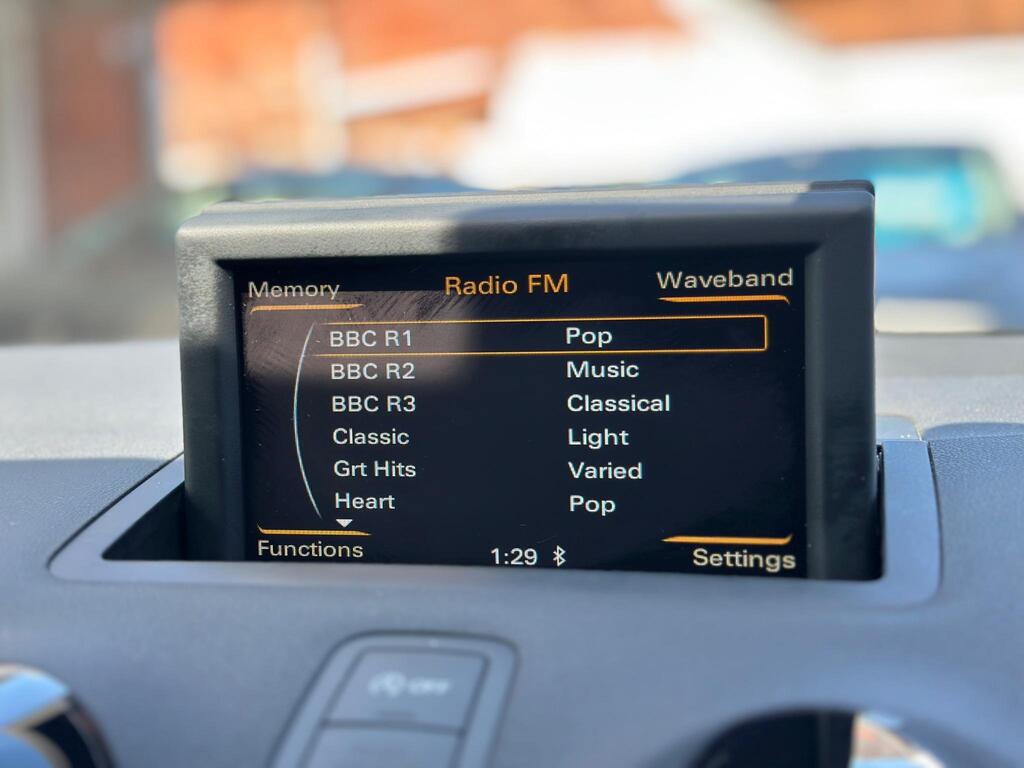 Memory Radio FM Waveband
BBC R1 Pop
BBC R2 Music
BBC R3 Classical
Classic Light
Grt Hits Varied
Heart Pop
Functions 1:29 Settings
OFF